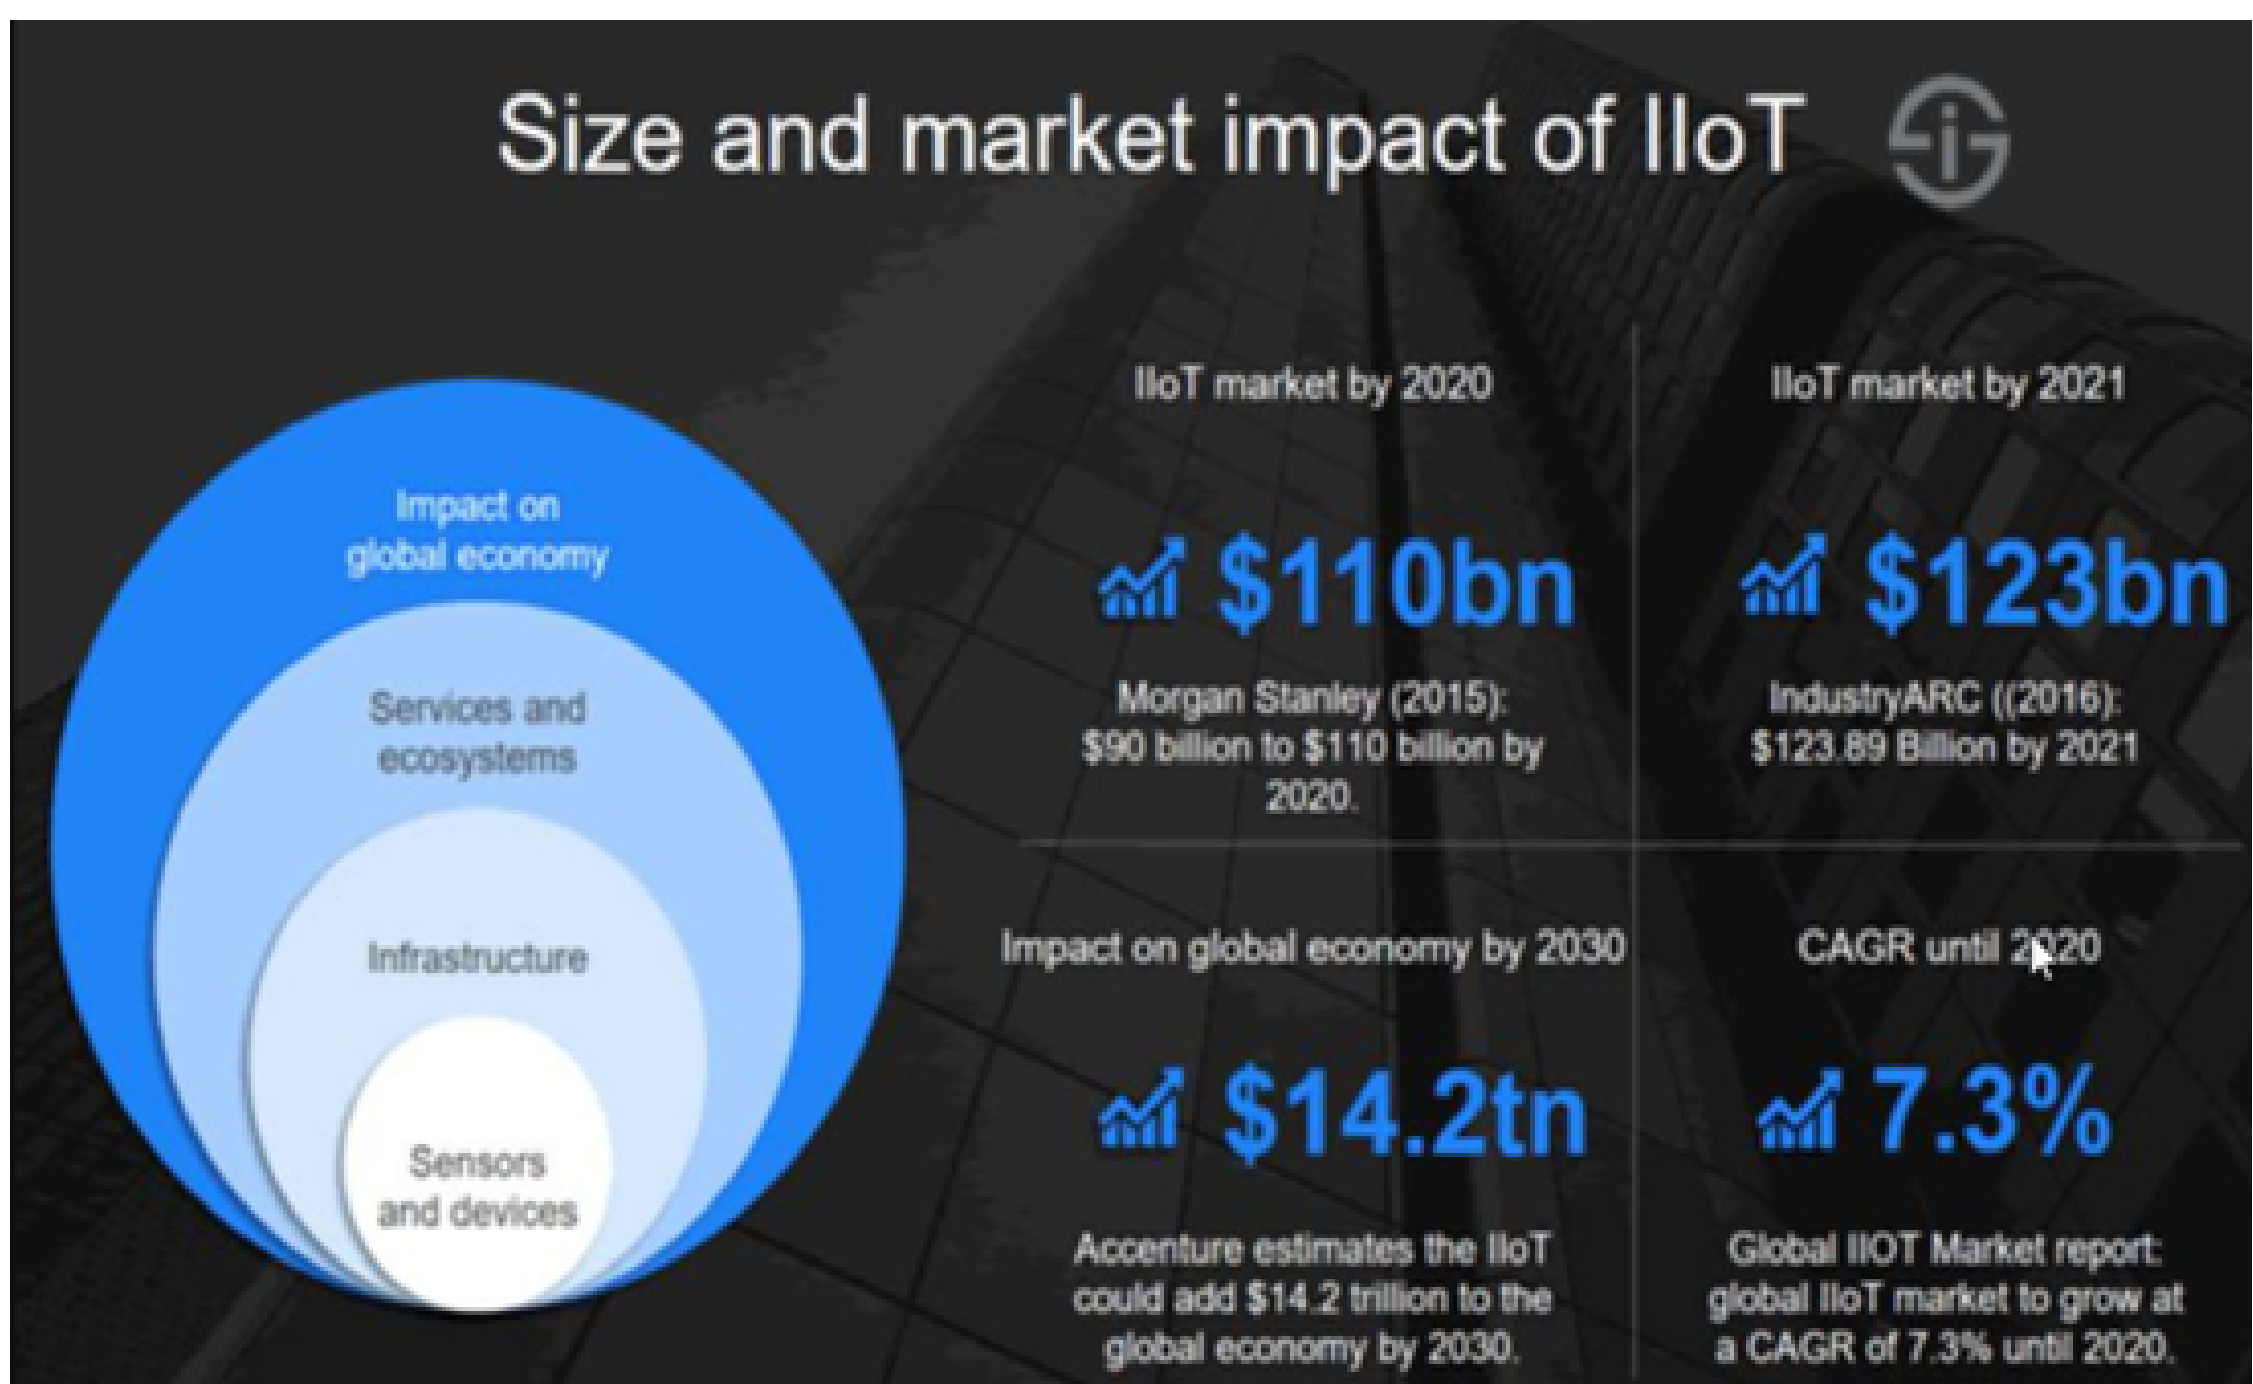 Size and market impact of IIoT
Impact on
global economy
Services and
ecosystems
Infrastructure
Sensors
and devices
IIoT market by 2020
$110bn
Morgan Stanley (2015):
$90 billion to $110 billion by
2020.
IIoT market by 2021
$123bn
IndustryARC ((2016):
$123.89 Billion by 2021
Impact on global economy by 2030
$14.2tn
Accenture estimates the IIoT
could add $14.2 trillion to the
global economy by 2030.
CAGR until 2020
7.3%
Global IIOT Market report:
global IIoT market to grow at
a CAGR of 7.3% until 2020.